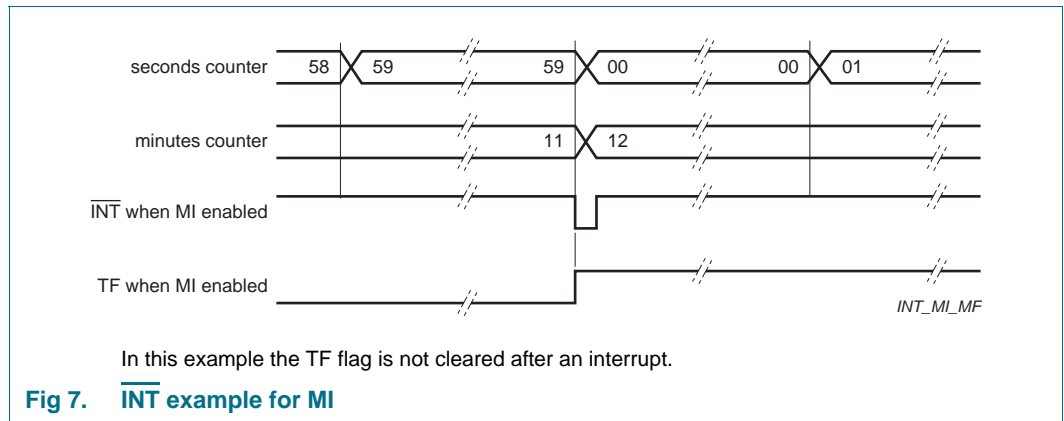 seconds counter 58 59 59 00 00 01
minutes counter 11 12
INT when MI enabled
TF when MI enabled
INT_MI_MF
In this example the TF flag is not cleared after an interrupt.
Fig 7. INT example for MI